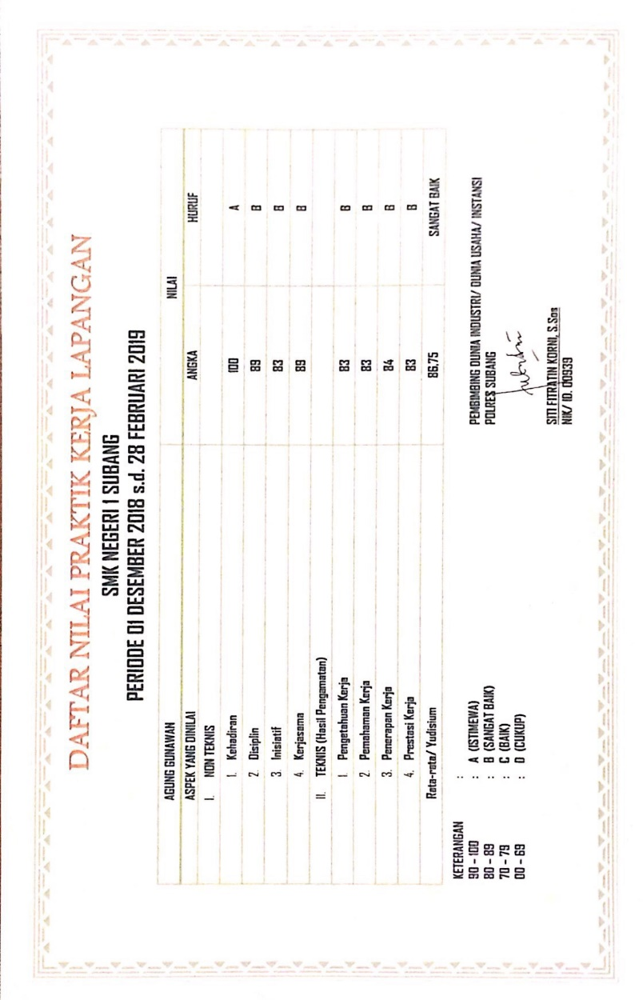 DAFTAR NILAI PRAKTIK KERJA LAPANGAN
SMK NEGERI 1 SUBANG
PERIODE 01 DESEMBER 2018 s.d. 28 FEBRUARI 2019
AGUNG GUNAWAN NILAI
ASPEK YANG DINILAI ANGKA HURUF
I. NON TEKNIS
1. Kehadiran 100 A
2. Disiplin 89 B
3. Inisiatif 83 B
4. Kerjasama 89 B
II. TEKNIS (Hasil Pengamatan)
1. Pengetahuan Kerja 83 B
2. Pemahaman Kerja 83 B
3. Penerapan Kerja 84 B
4. Prestasi Kerja 83 B
Rata-rata/ Yudisium 86,75 SANGAT BAIK
KETERANGAN :
90 - 100 : A (ISTIMEWA)
80 - 89 : B (SANGAT BAIK)
70 - 79 : C (BAIK)
00 - 69 : D (CUKUP)
PEMBIMBING DUNIA INDUSTRI/ DUNIA USAHA/ INSTANSI
POLRES SUBANG
SITI FITRATIN KORNI, S.Sos
NIK/ ID. 00939